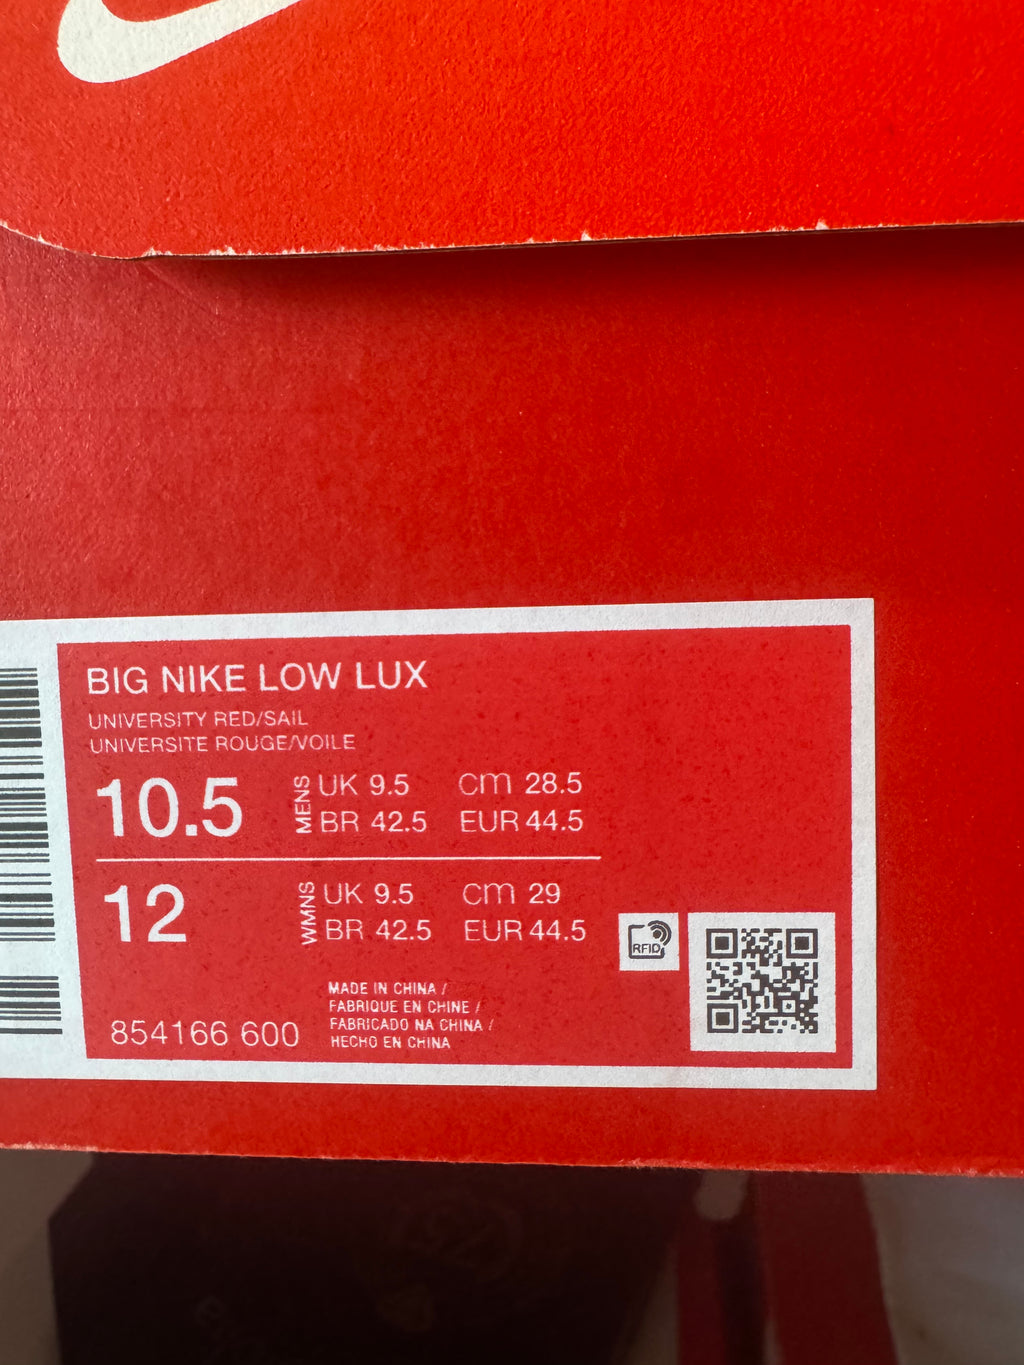 BIG NIKE LOW LUX
UNIVERSITY RED/SAIL
UNIVERSITE ROUGE/VOILE
10.5 MENS UK 9.5 CM 28.5
BR 42.5 EUR 44.5
12 WMNS UK 9.5 CM 29
BR 42.5 EUR 44.5
RFID
854166 600
MADE IN CHINA /
FABRIQUE EN CHINE /
FABRICADO NA CHINA /
HECHO EN CHINA